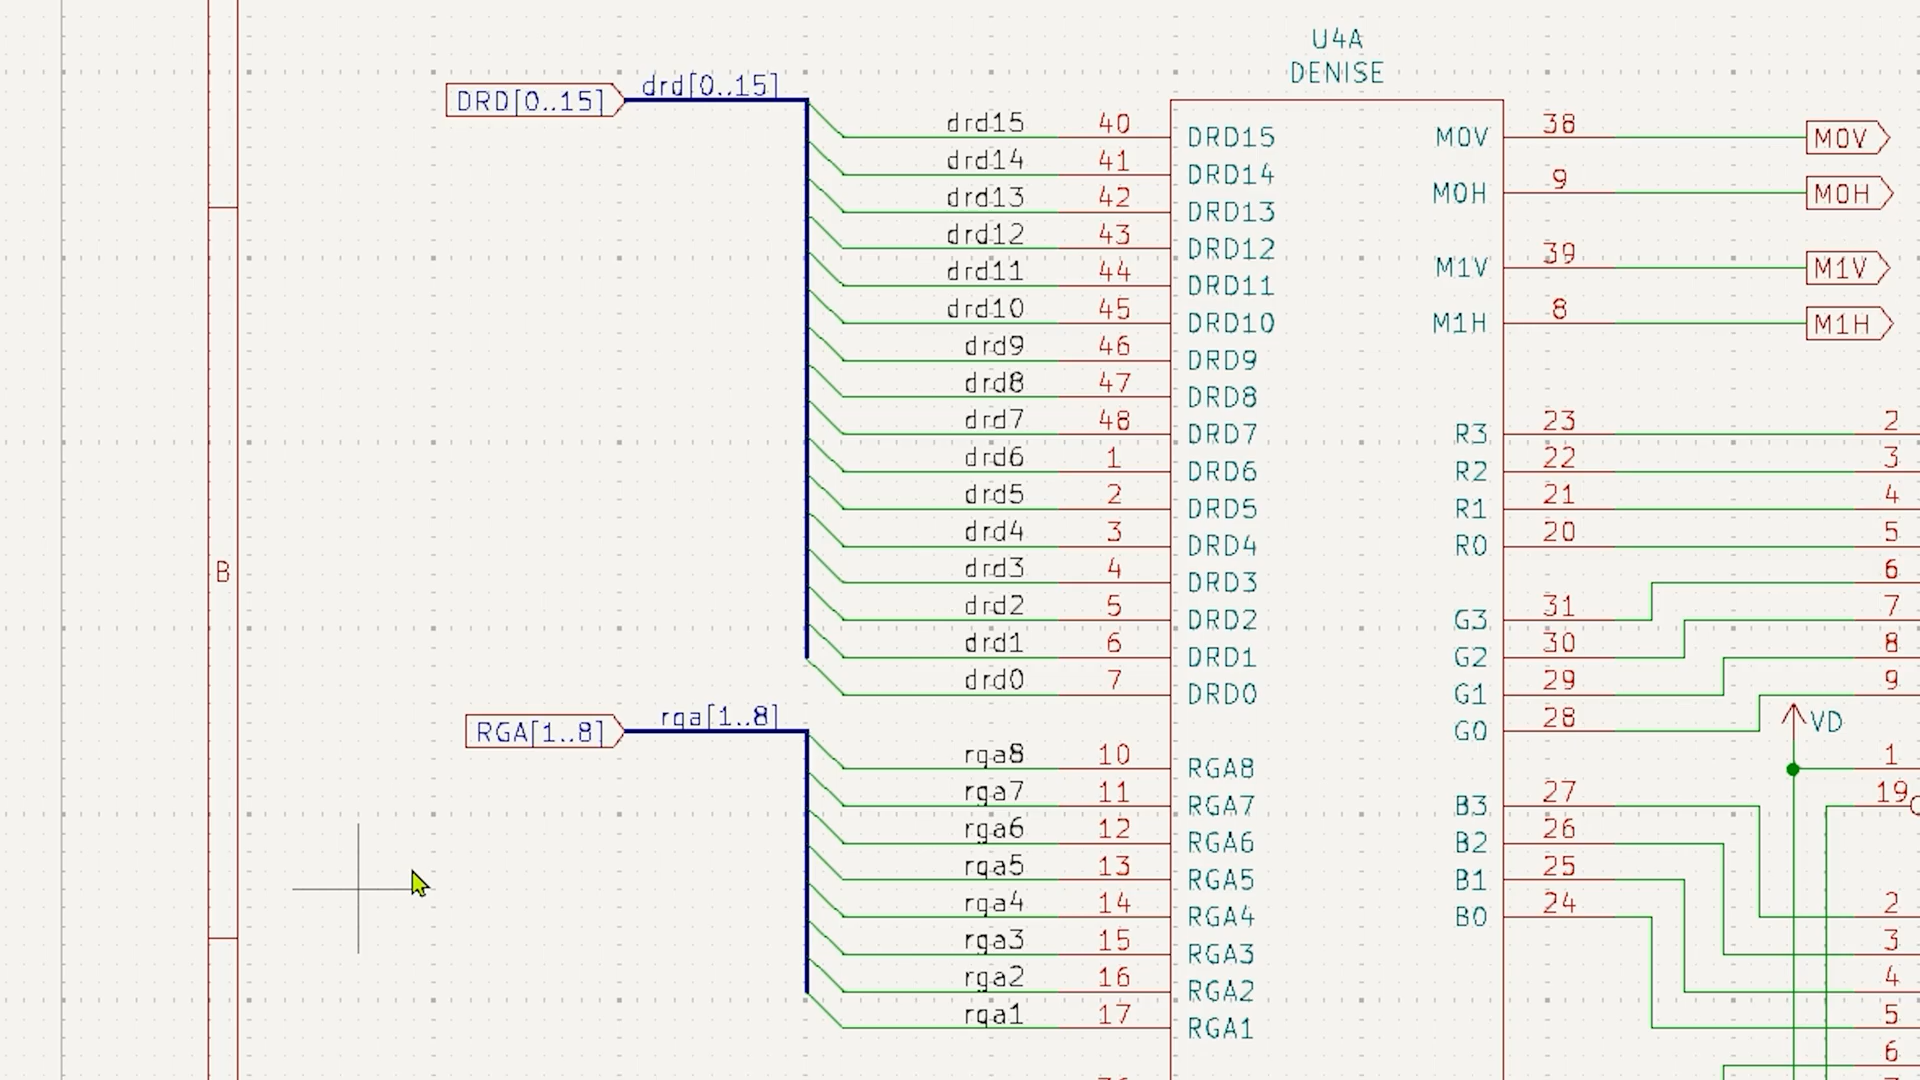 U4A
DENISE
DRD[0..15] drd[0..15]
drd15 40 DRD15 M0V 38 M0V
drd14 41 DRD14
drd13 42 DRD13 M0H 9 M0H
drd12 43 DRD12
drd11 44 DRD11 M1V 39 M1V
drd10 45 DRD10 M1H 8 M1H
drd9 46 DRD9
drd8 47 DRD8
drd7 48 DRD7 R3 23 2
drd6 1 DRD6 R2 22 3
drd5 2 DRD5 R1 21 4
drd4 3 DRD4 R0 20 5
B
drd3 4 DRD3 6
drd2 5 DRD2 G3 31 7
drd1 6 DRD1 G2 30 8
drd0 7 DRD0 G1 29 9
RGA[1..8] rga[1..8] G0 28 VD
rga8 10 RGA8 1
rga7 11 RGA7 B3 27 19
rga6 12 RGA6 B2 26
rga5 13 RGA5 B1 25
rga4 14 RGA4 B0 24 2
rga3 15 RGA3 3
rga2 16 RGA2 4
rga1 17 RGA1 5
6